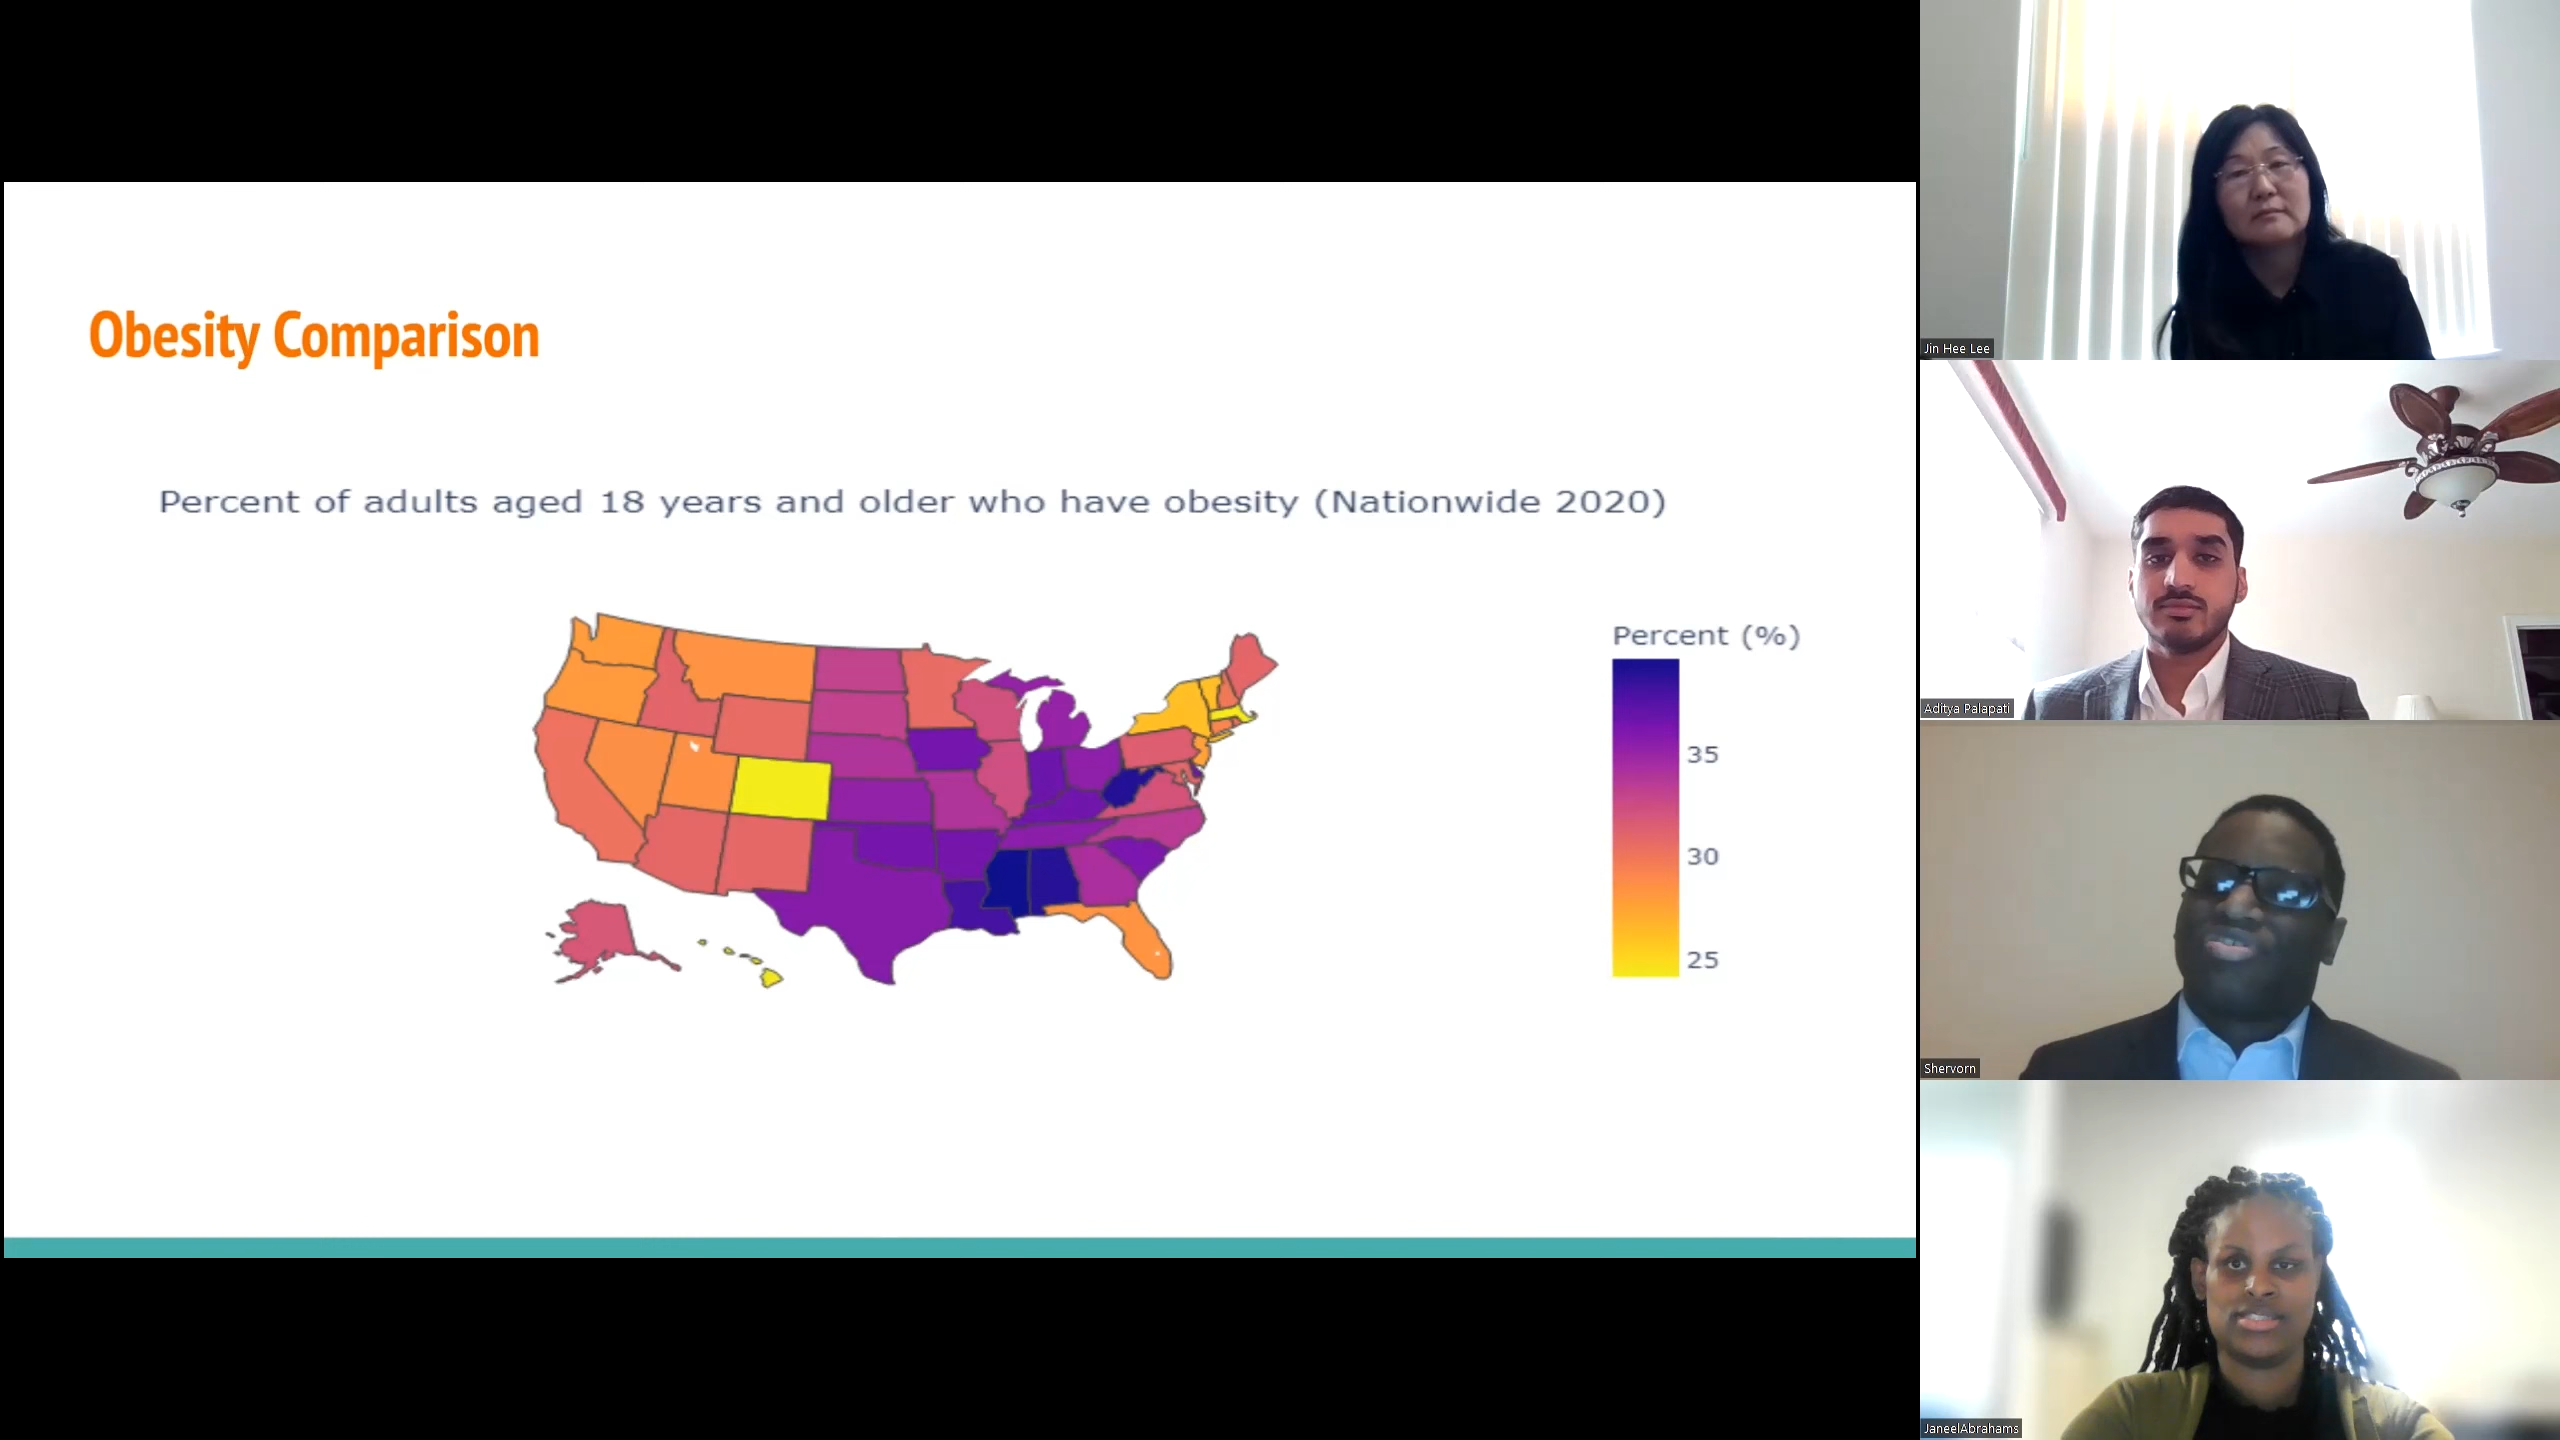 Obesity Comparison
Percent of adults aged 18 years and older who have obesity (Nationwide 2020)
Percent (%)
35
30
25
Jin Hee Lee
Aditya Palapati
Shervorn
JaneelAbrahams